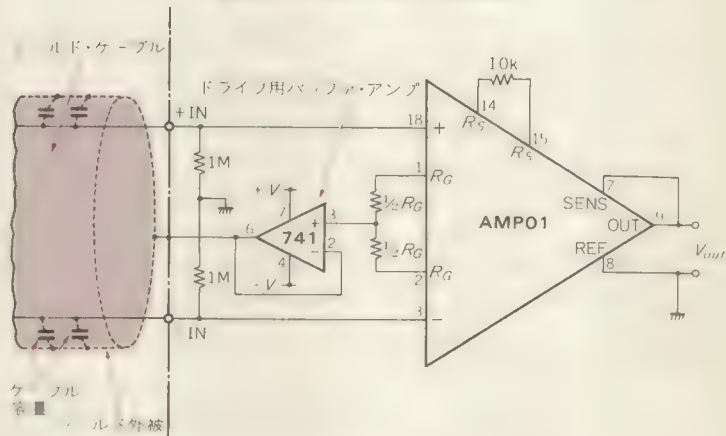 ルド・ケーブル
ドライブ用バッファ・アンプ
10k
14
RS
15
RS
+IN
18
+
1M
1
RG
7
½RG
SENS
+V
7
6
+
3
741
AMP01
OUT
9
−
2
½RG
REF
Vout
4
−V
RG
2
8
1M
3
−
IN
ケ ブル
容量
ルド外被